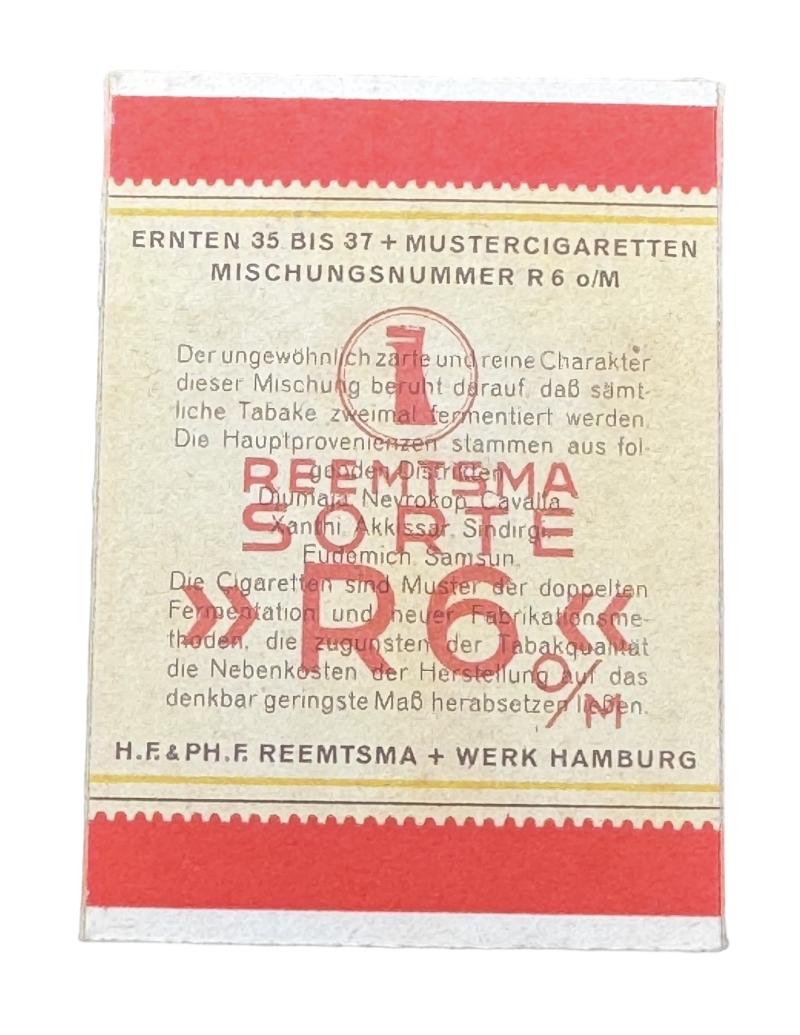 ERNTEN 35 BIS 37 + MUSTERCIGARETTEN
MISCHUNGSNUMMER R 6 o/M
Der ungewöhnlich zarte und reine Charakter
dieser Mischung beruht darauf, daß sämt-
liche Tabake zweimal fermentiert werden.
Die Hauptprovenienzen stammen aus fol-
genden Distrikten:
Djumaja, Nevrokop, Cavalla
Xanthi, Akhissar, Sindirgi,
Eudemich, Samsun.
Die Cigaretten sind Muster der doppelten
Fermentation und neuer Fabrikationsme-
thoden, die zugunsten der Tabakqualität
die Nebenkosten der Herstellung auf das
denkbar geringste Maß herabsetzen ließen.
REEMTSMA
SORTE
»R6«
O/M
H.F. & PH.F. REEMTSMA + WERK HAMBURG